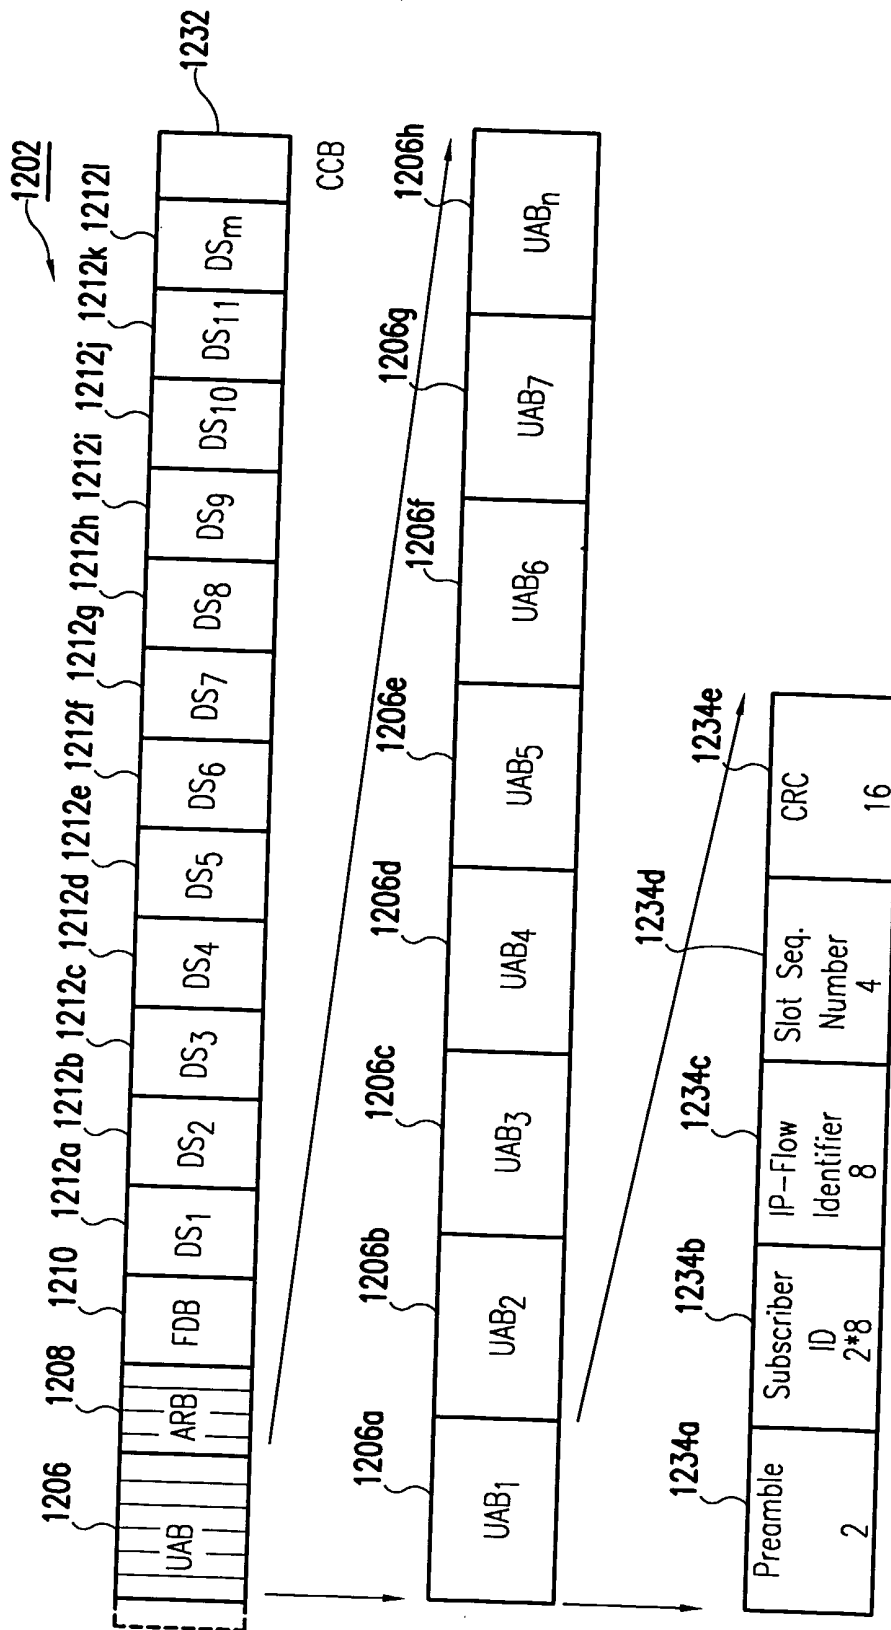 1202
1206 1208 1210 1212a 1212b 1212c 1212d 1212e 1212f 1212g 1212h 1212i 1212j 1212k 1212l 1232
UAB ARB FDB DS1 DS2 DS3 DS4 DS5 DS6 DS7 DS8 DS9 DS10 DS11 DSm
CCB
1206a 1206b 1206c 1206d 1206e 1206f 1206g 1206h
UAB1 UAB2 UAB3 UAB4 UAB5 UAB6 UAB7 UABn
1234a 1234b 1234c 1234d 1234e
Preamble
2
Subscriber
ID
2*8
IP-Flow
Identifier
8
Slot Seq.
Number
4
CRC
16